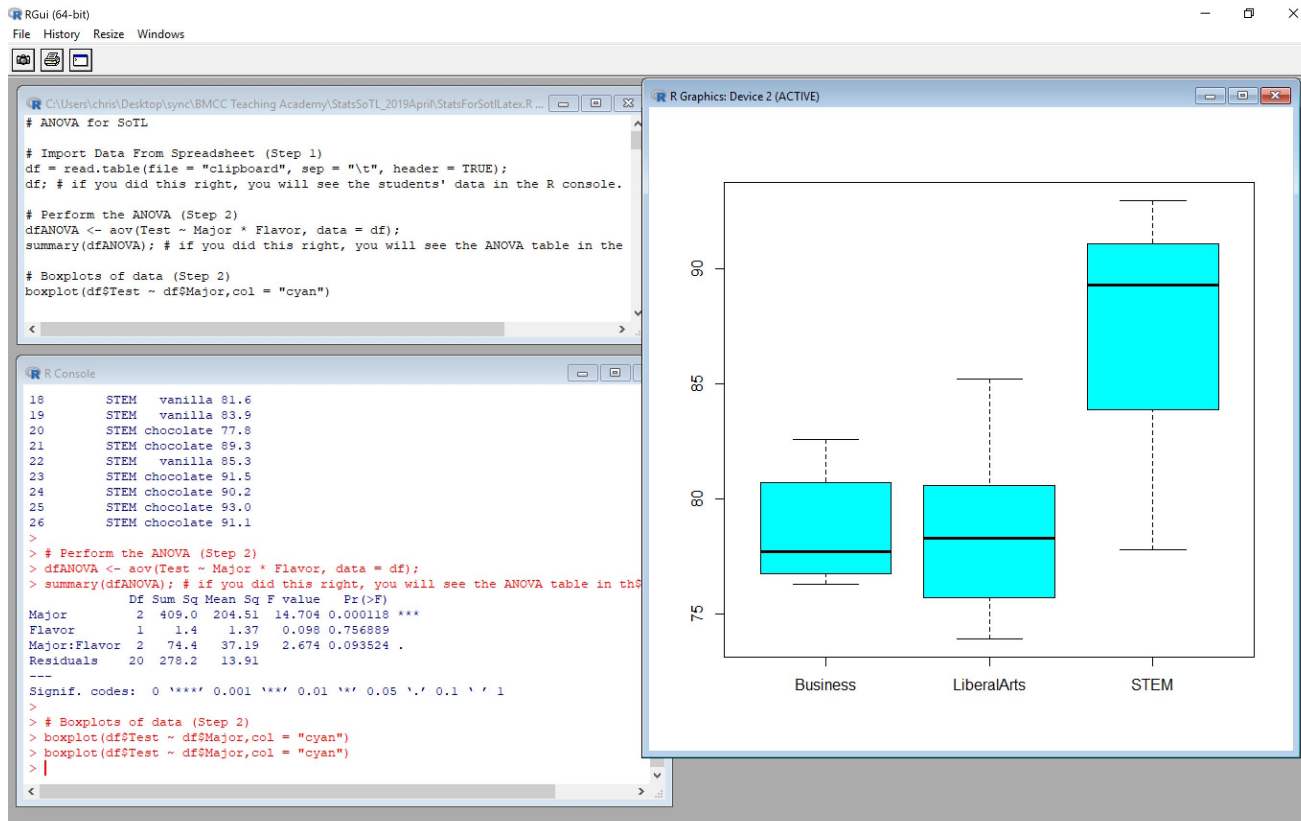 RGui (64-bit)
File History Resize Windows
C:\Users\chris\Desktop\sync\BMCC Teaching Academy\StatsSoTL_2019April\StatsForSotlLatex.R ...
# ANOVA for SoTL
# Import Data From Spreadsheet (Step 1)
df = read.table(file = "clipboard", sep = "\t", header = TRUE);
df; # if you did this right, you will see the students' data in the R console.
# Perform the ANOVA (Step 2)
dfANOVA <- aov(Test ~ Major * Flavor, data = df);
summary(dfANOVA); # if you did this right, you will see the ANOVA table in the
# Boxplots of data (Step 2)
boxplot(df$Test ~ df$Major,col = "cyan")
R Console
18 STEM vanilla 81.6
19 STEM vanilla 83.9
20 STEM chocolate 77.8
21 STEM chocolate 89.3
22 STEM vanilla 85.3
23 STEM chocolate 91.5
24 STEM chocolate 90.2
25 STEM chocolate 93.0
26 STEM chocolate 91.1
>
> # Perform the ANOVA (Step 2)
> dfANOVA <- aov(Test ~ Major * Flavor, data = df);
> summary(dfANOVA); # if you did this right, you will see the ANOVA table in th$
Df Sum Sq Mean Sq F value Pr(>F)
Major 2 409.0 204.51 14.704 0.000118 ***
Flavor 1 1.4 1.37 0.098 0.756889
Major:Flavor 2 74.4 37.19 2.674 0.093524 .
Residuals 20 278.2 13.91
---
Signif. codes: 0 ‘***’ 0.001 ‘**’ 0.01 ‘*’ 0.05 ‘.’ 0.1 ‘ ’ 1
>
> # Boxplots of data (Step 2)
> boxplot(df$Test ~ df$Major,col = "cyan")
> boxplot(df$Test ~ df$Major,col = "cyan")
>
R Graphics: Device 2 (ACTIVE)
90
85
80
75
Business LiberalArts STEM